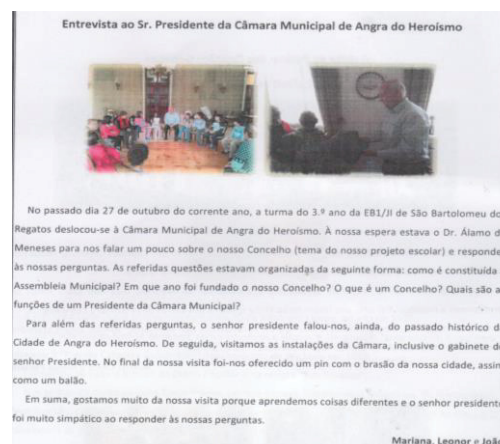 Entrevista ao Sr. Presidente da Câmara Municipal de Angra do Heroísmo
No passado dia 27 de outubro do corrente ano, a turma do 3.º ano da EB1/JI de São Bartolomeu do
Regatos deslocou-se à Câmara Municipal de Angra do Heroísmo. À nossa espera estava o Dr. Álamo d
Meneses para nos falar um pouco sobre o nosso Concelho (tema do nosso projeto escolar) e responde
às nossas perguntas. As referidas questões estavam organizadas da seguinte forma: como é constituída
Assembleia Municipal? Em que ano foi fundado o nosso Concelho? O que é um Concelho? Quais são a
funções de um Presidente da Câmara Municipal?
Para além das referidas perguntas, o senhor presidente falou-nos, ainda, do passado histórico d
Cidade de Angra do Heroísmo. De seguida, visitamos as instalações da Câmara, inclusive o gabinete d
senhor Presidente. No final da nossa visita foi-nos oferecido um pin com o brasão da nossa cidade, assin
como um balão.
Em suma, gostamos muito da nossa visita porque aprendemos coisas diferentes e o senhor president
foi muito simpático ao responder às nossas perguntas.
Mariana, Leonor e João